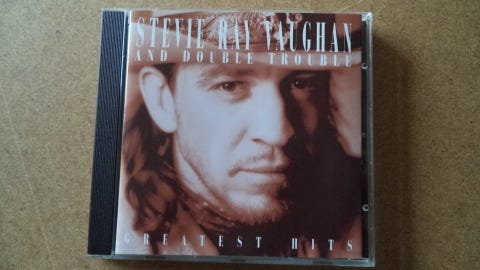 STEVIE RAY VAUGHAN
AND DOUBLE TROUBLE
GREATEST HITS